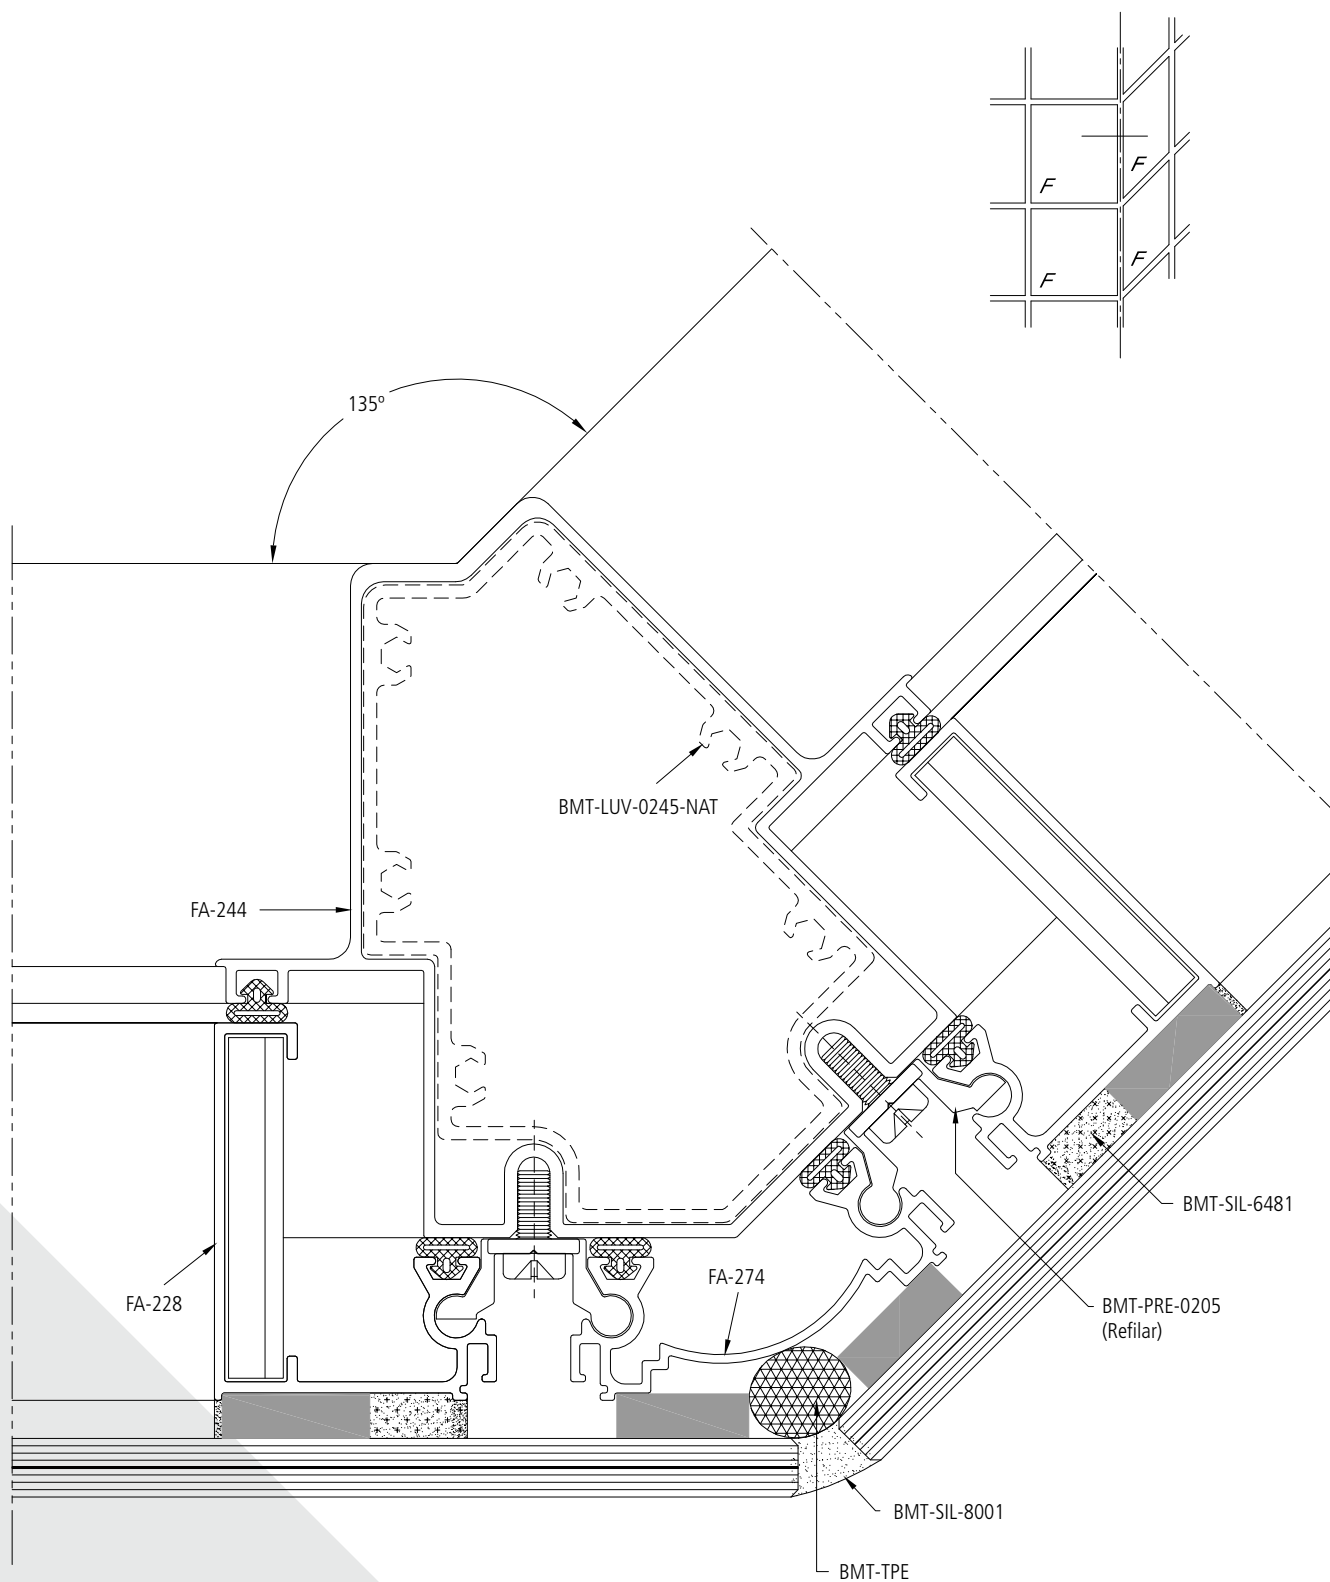 F
F
F
F
135º
BMT-LUV-0245-NAT
FA-244
BMT-SIL-6481
FA-274
FA-228
BMT-PRE-0205
(Refilar)
BMT-SIL-8001
BMT-TPE